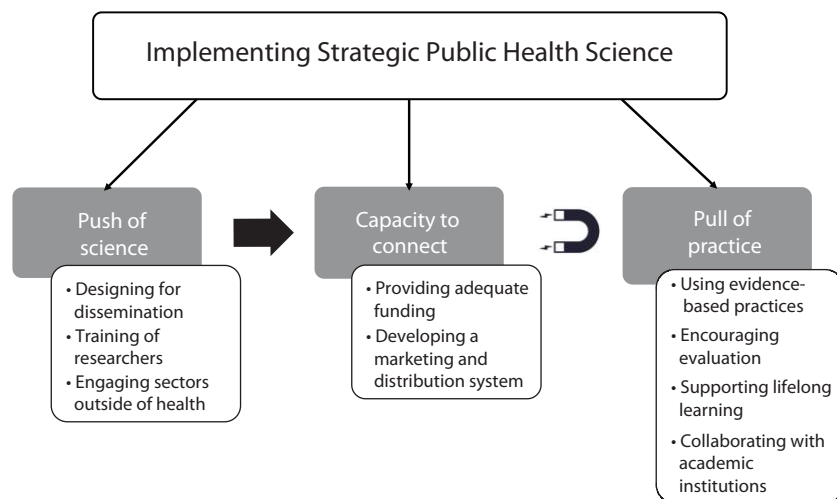 Implementing Strategic Public Health Science
Push of
science
• Designing for
dissemination
• Training of
researchers
• Engaging sectors
outside of health
Capacity to
connect
• Providing adequate
funding
• Developing a
marketing and
distribution system
Pull of
practice
• Using evidence-
based practices
• Encouraging
evaluation
• Supporting lifelong
learning
• Collaborating with
academic
institutions